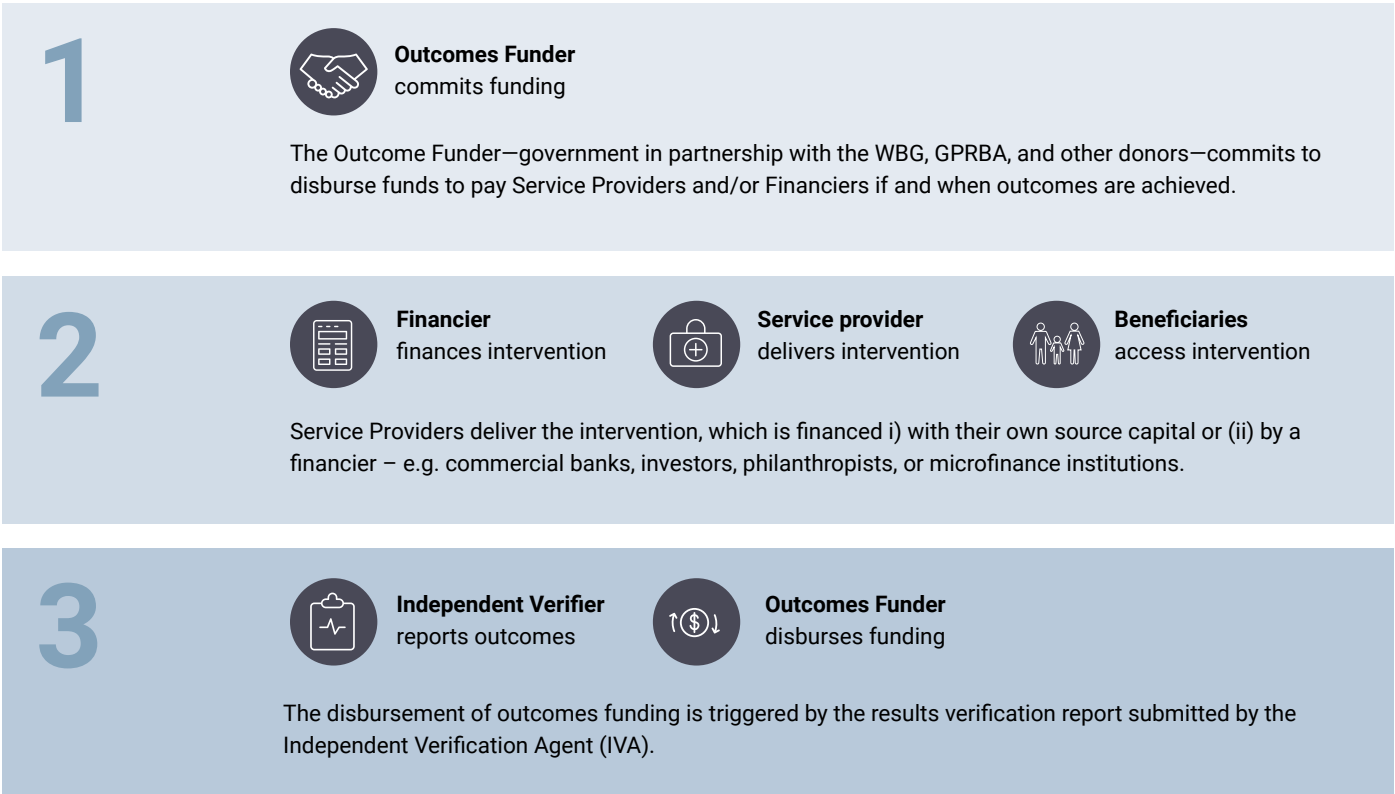 1
Outcomes Funder
commits funding
The Outcome Funder—government in partnership with the WBG, GPRBA, and other donors—commits to
disburse funds to pay Service Providers and/or Financiers if and when outcomes are achieved.
2
Financier
finances intervention
Service provider
delivers intervention
Beneficiaries
access intervention
Service Providers deliver the intervention, which is financed i) with their own source capital or (ii) by a
financier – e.g. commercial banks, investors, philanthropists, or microfinance institutions.
3
Independent Verifier
reports outcomes
$
Outcomes Funder
disburses funding
The disbursement of outcomes funding is triggered by the results verification report submitted by the
Independent Verification Agent (IVA).